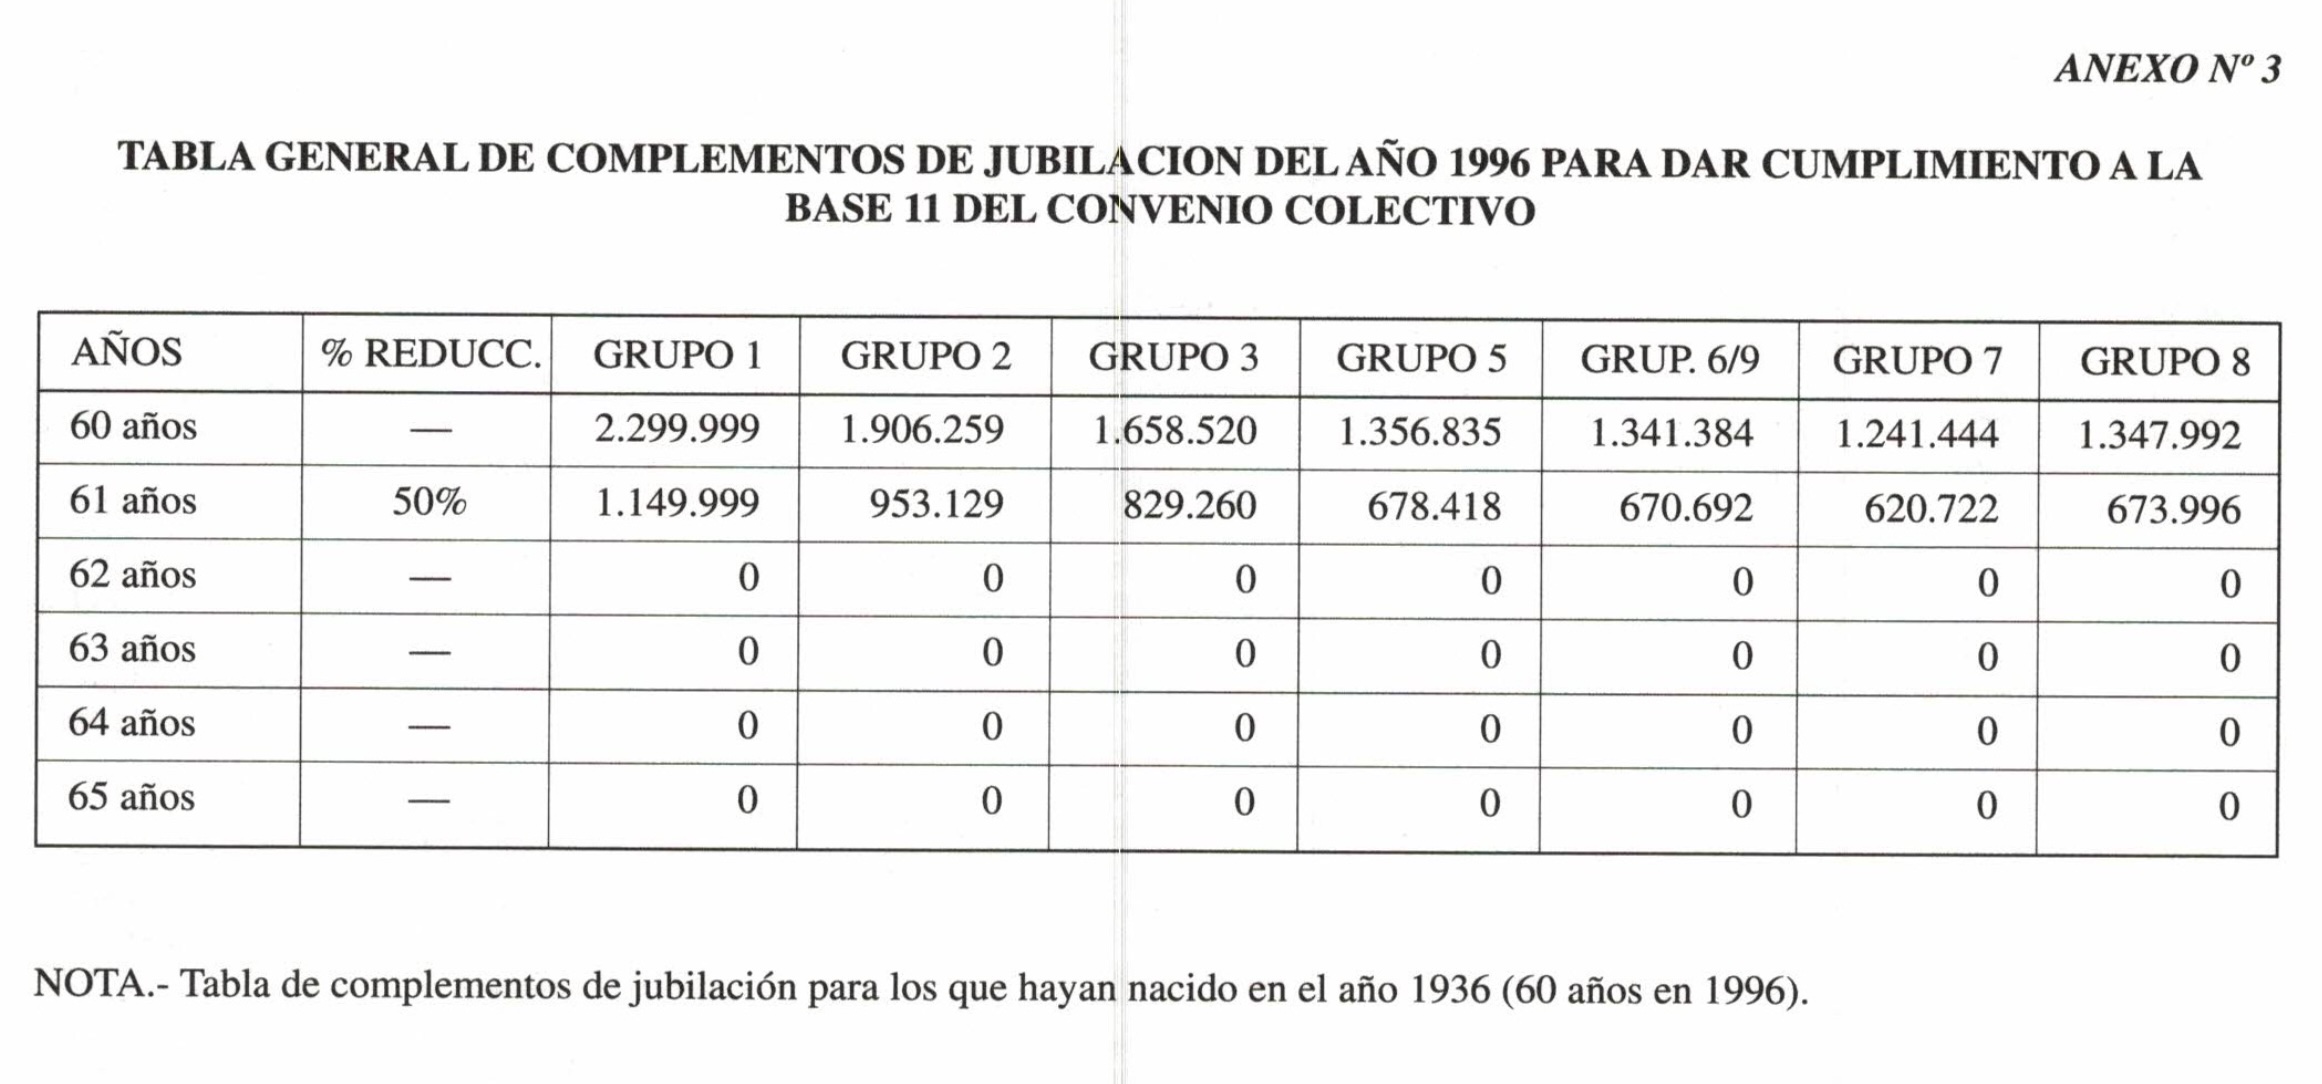 ANEXO Nº 3
TABLA GENERAL DE COMPLEMENTOS DE JUBILACION DEL AÑO 1996 PARA DAR CUMPLIMIENTO A LA
BASE 11 DEL CONVENIO COLECTIVO
AÑOS % REDUCC. GRUPO 1 GRUPO 2 GRUPO 3 GRUPO 5 GRUP. 6/9 GRUPO 7 GRUPO 8
60 años — 2.299.999 1.906.259 1.658.520 1.356.835 1.341.384 1.241.444 1.347.992
61 años 50% 1.149.999 953.129 829.260 678.418 670.692 620.722 673.996
62 años — 0 0 0 0 0 0 0
63 años — 0 0 0 0 0 0 0
64 años — 0 0 0 0 0 0 0
65 años — 0 0 0 0 0 0 0
NOTA.- Tabla de complementos de jubilación para los que hayan nacido en el año 1936 (60 años en 1996).